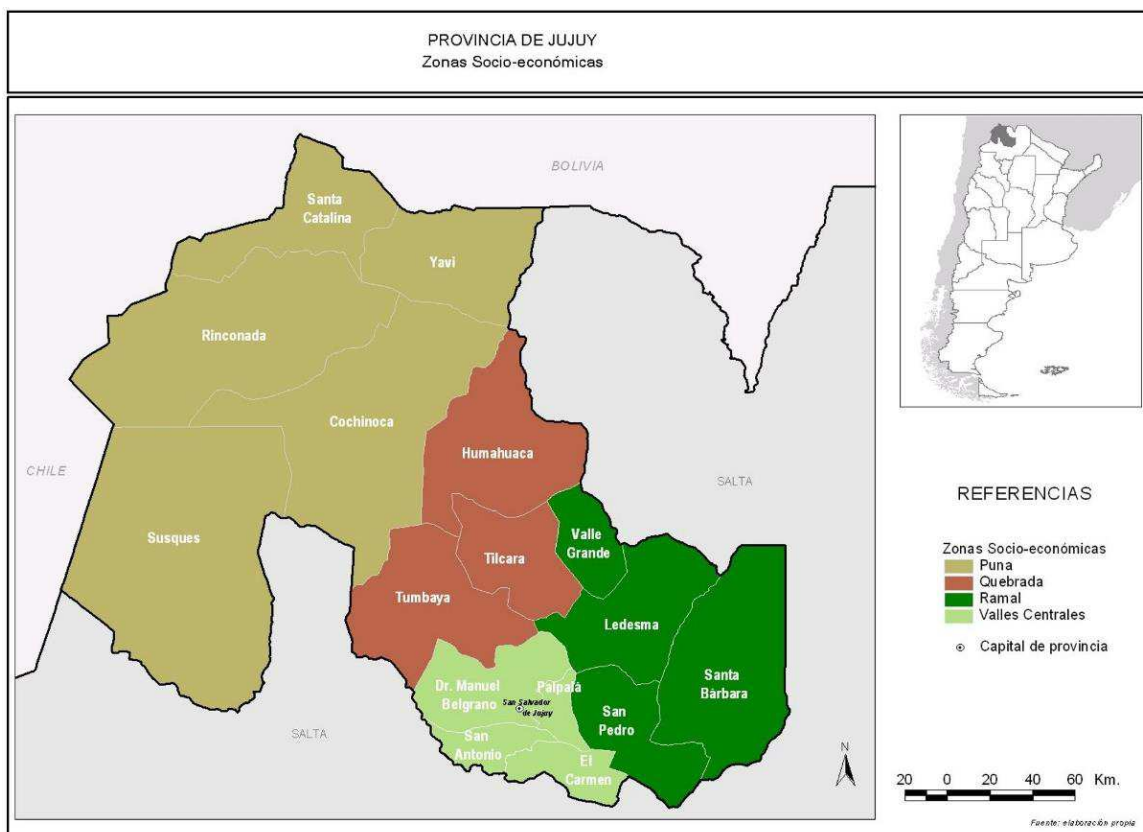 PROVINCIA DE JUJUY
Zonas Socio-económicas
BOLIVIA
Santa
Catalina
Yavi
Rinconada
Cochinoca
CHILE
Humahuaca
SALTA
Susques
Valle
Grande
Tilcara
Tumbaya
Ledesma
Santa
Bárbara
Dr. Manuel
Belgrano
Palpalá
San Salvador
de Jujuy
San
Pedro
SALTA
San
Antonio
El
Carmen
REFERENCIAS
Zonas Socio-económicas
Puna
Quebrada
Ramal
Valles Centrales
Capital de provincia
N
20 0 20 40 60 Km.
Fuente: elaboración propia